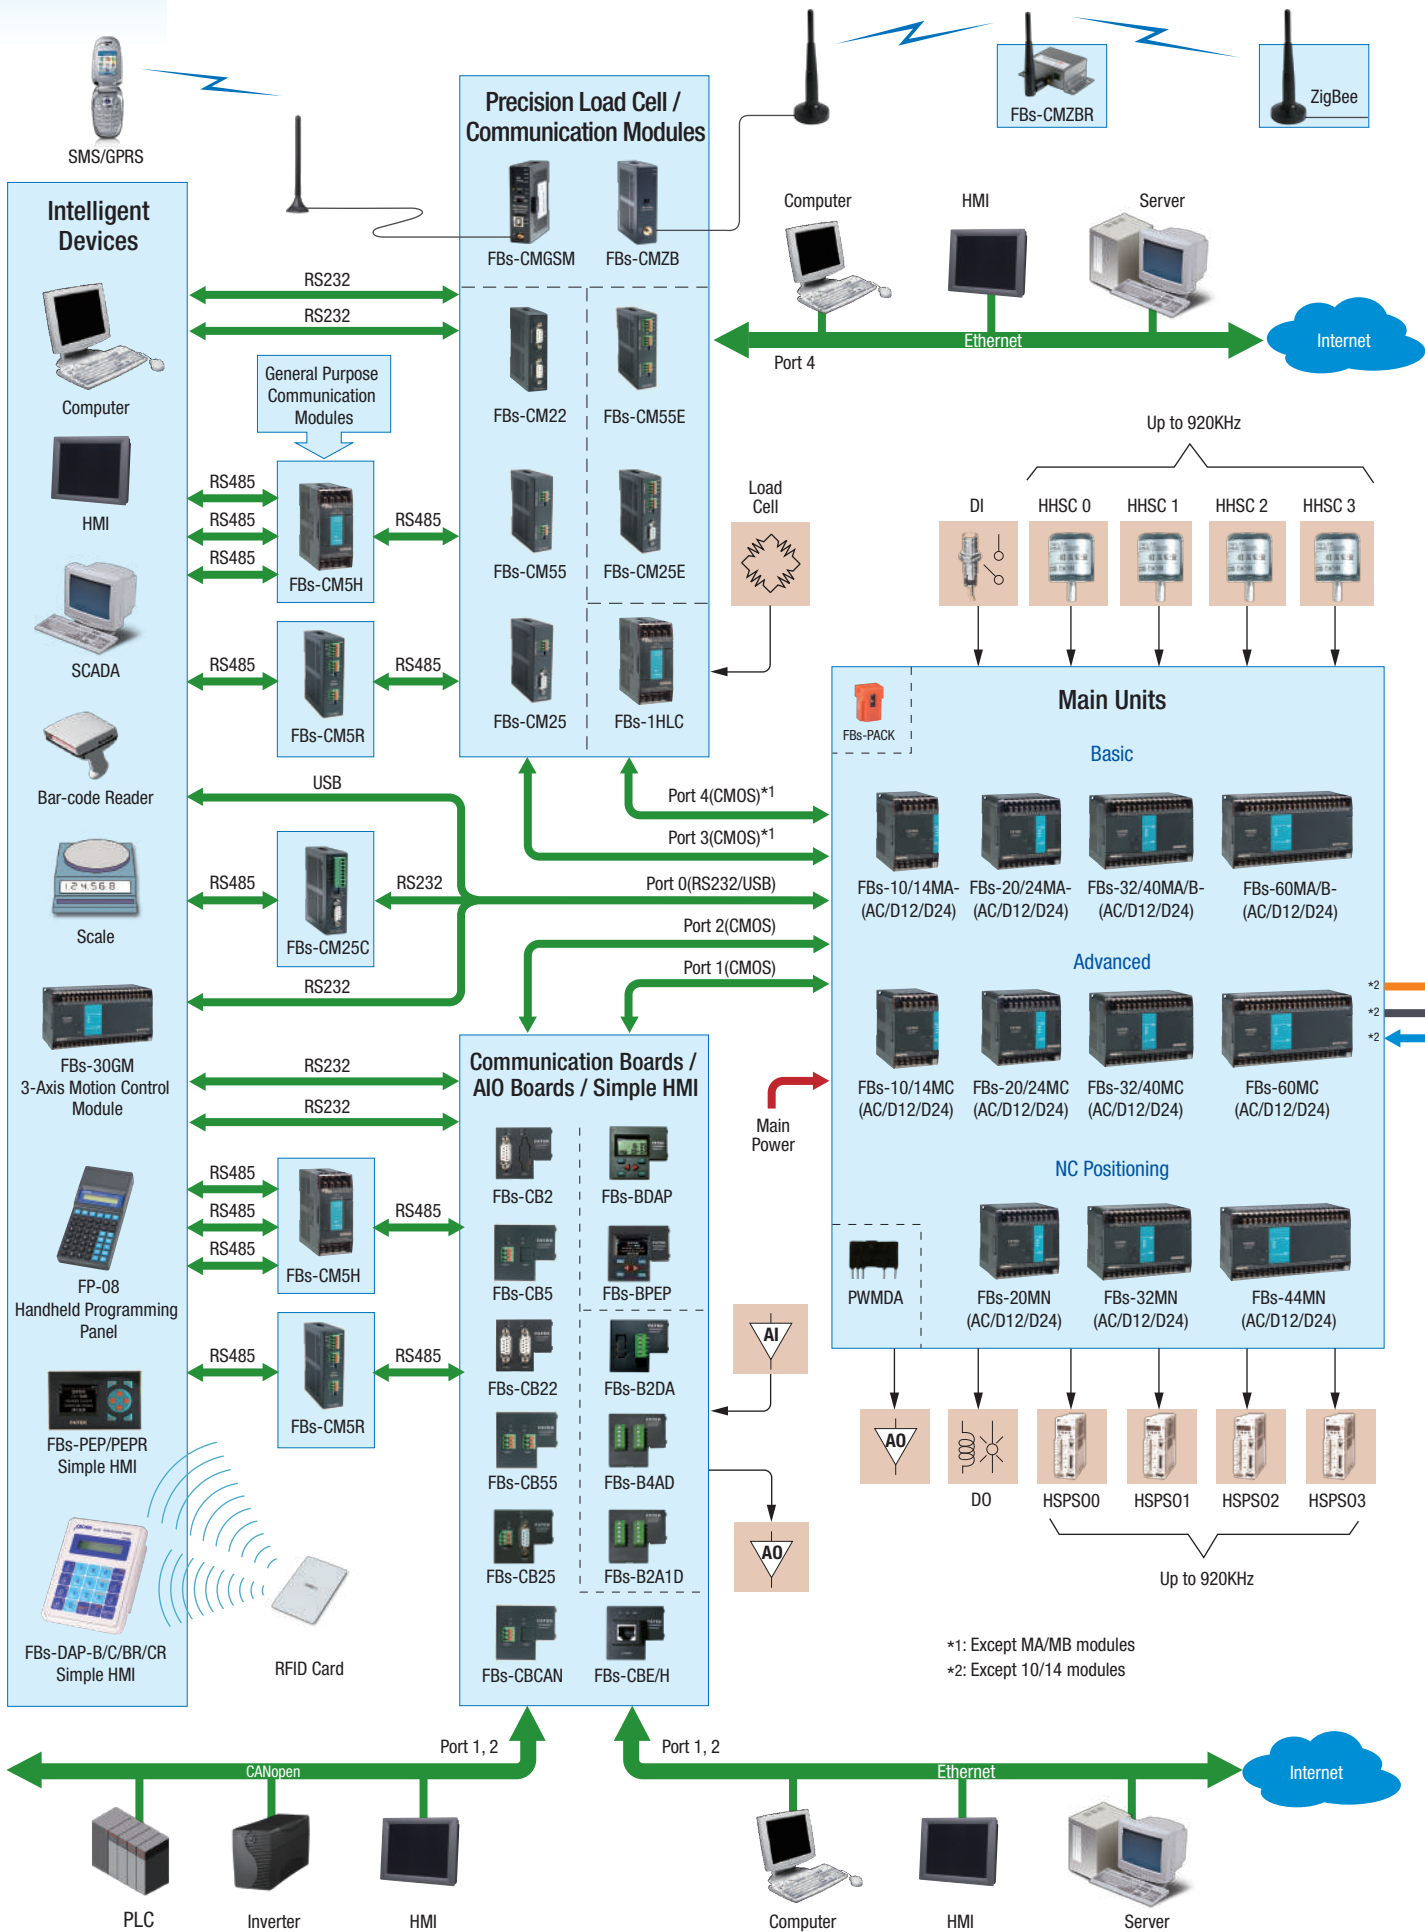 SMS/GPRS
Precision Load Cell /
Communication Modules
FBs-CMGSM
FBs-CMZB
FBs-CMZBR
ZigBee
Computer
HMI
Server
Ethernet
Port 4
Internet
Intelligent
Devices
RS232
RS232
General Purpose
Communication
Modules
Computer
HMI
SCADA
Bar-code Reader
Scale
FBs-30GM
3-Axis Motion Control
Module
FP-08
Handheld Programming
Panel
FBs-PEP/PEPR
Simple HMI
FBs-DAP-B/C/BR/CR
Simple HMI
RFID Card
RS485
RS485
RS485
FBs-CM5H
RS485
RS485
FBs-CM5R
RS485
FBs-CM22
FBs-CM55E
FBs-CM55
FBs-CM25E
FBs-CM25
FBs-1HLC
Load
Cell
USB
RS485
FBs-CM25C
RS232
RS232
Port 4(CMOS)*1
Port 3(CMOS)*1
Port 0(RS232/USB)
Port 2(CMOS)
Port 1(CMOS)
Up to 920KHz
DI
HHSC 0
HHSC 1
HHSC 2
HHSC 3
Main Units
FBs-PACK
Basic
FBs-10/14MA-
(AC/D12/D24)
FBs-20/24MA-
(AC/D12/D24)
FBs-32/40MA/B-
(AC/D12/D24)
FBs-60MA/B-
(AC/D12/D24)
Advanced
*2
*2
*2
FBs-10/14MC
(AC/D12/D24)
FBs-20/24MC
(AC/D12/D24)
FBs-32/40MC
(AC/D12/D24)
FBs-60MC
(AC/D12/D24)
Main
Power
NC Positioning
PWMDA
FBs-20MN
(AC/D12/D24)
FBs-32MN
(AC/D12/D24)
FBs-44MN
(AC/D12/D24)
AO
DO
HSPSO0
HSPSO1
HSPSO2
HSPSO3
Up to 920KHz
*1: Except MA/MB modules
*2: Except 10/14 modules
RS232
RS232
RS485
RS485
RS485
FBs-CM5H
RS485
RS485
FBs-CM5R
RS485
Communication Boards /
AIO Boards / Simple HMI
FBs-CB2
FBs-BDAP
FBs-CB5
FBs-BPEP
FBs-CB22
FBs-B2DA
FBs-CB55
FBs-B4AD
FBs-CB25
FBs-B2A1D
FBs-CBCAN
FBs-CBE/H
AI
AO
Port 1, 2
CANopen
PLC
Inverter
HMI
Port 1, 2
Ethernet
Internet
Computer
HMI
Server